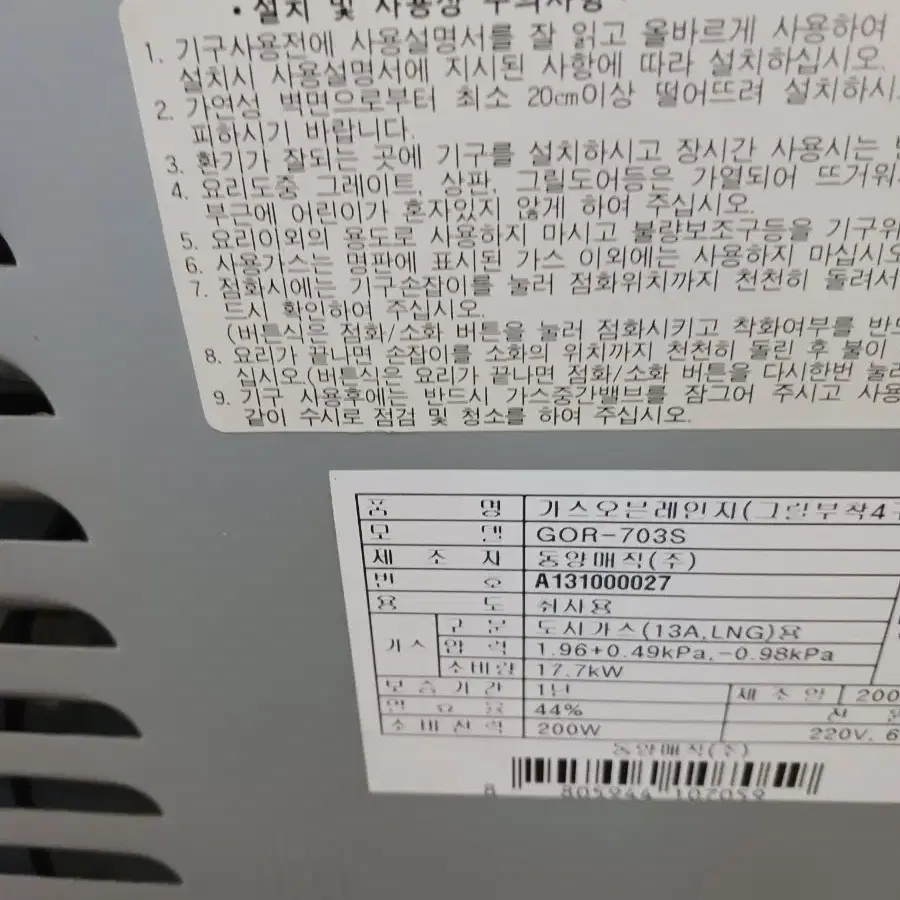 • 설치 및 사용상 주의사항
1. 기구사용전에 사용설명서를 잘 읽고 올바르게 사용하여
설치시 사용설명서에 지시된 사항에 따라 설치하십시오.
2. 가연성 벽면으로부터 최소 20cm이상 떨어뜨려 설치하시
피하시기 바랍니다.
3. 환기가 잘되는 곳에 기구를 설치하시고 장시간 사용시는
4. 요리도중 그레이트, 상판, 그릴도어등은 가열되어 뜨거워
부근에 어린이가 혼자있지 않게 하여 주십시오.
5. 요리이외의 용도로 사용하지 마시고 불량보조구등을 기구위
6. 사용가스는 명판에 표시된 가스 이외에는 사용하지 마십시오
7. 점화시에는 기구손잡이를 눌러 점화위치까지 천천히 돌려서
드시 확인하여 주십시오.
(버튼식은 점화/소화 버튼을 눌러 점화시키고 착화여부를 반드
8. 요리가 끝나면 손잡이를 소화의 위치까지 천천히 돌린 후 불이
십시오.(버튼식은 요리가 끝나면 점화/소화 버튼을 다시한번 눌러
9. 기구 사용후에는 반드시 가스중간밸브를 잠그어 주시고 사용
같이 수시로 점검 및 청소를 하여 주십시오.
품 명 가스오븐레인지(그릴부착4구
모 델 GOR-703S
제 조 자 동양매직(주)
번 호 A131000027
용 도 취사용
가스 구 분 도시가스(13A,LNG)용
압 력 1.96+0.49kPa,-0.98kPa
소비량 17.7kW
보 증 기 간 1년 제 조 년 200
열 효 율 44%
소 비 전 력 200W 220V, 6
동양매직(주)
8 805944 107059